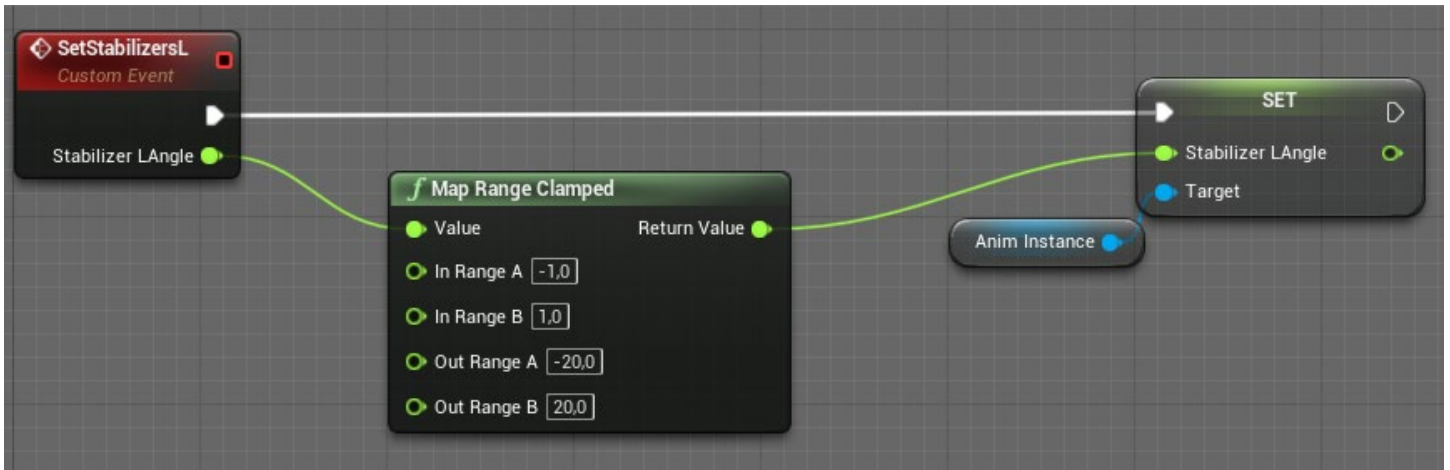 SetStabilizersL
Custom Event
Stabilizer LAngle
Map Range Clamped
Value Return Value
In Range A -1,0
In Range B 1,0
Out Range A -20,0
Out Range B 20,0
Anim Instance
SET
Stabilizer LAngle
Target